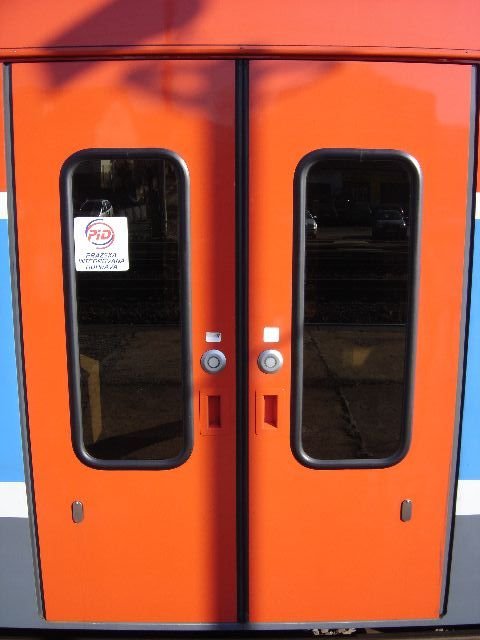 PID
PRAŽSKÁ
INTEGROVANÁ
DOPRAVA